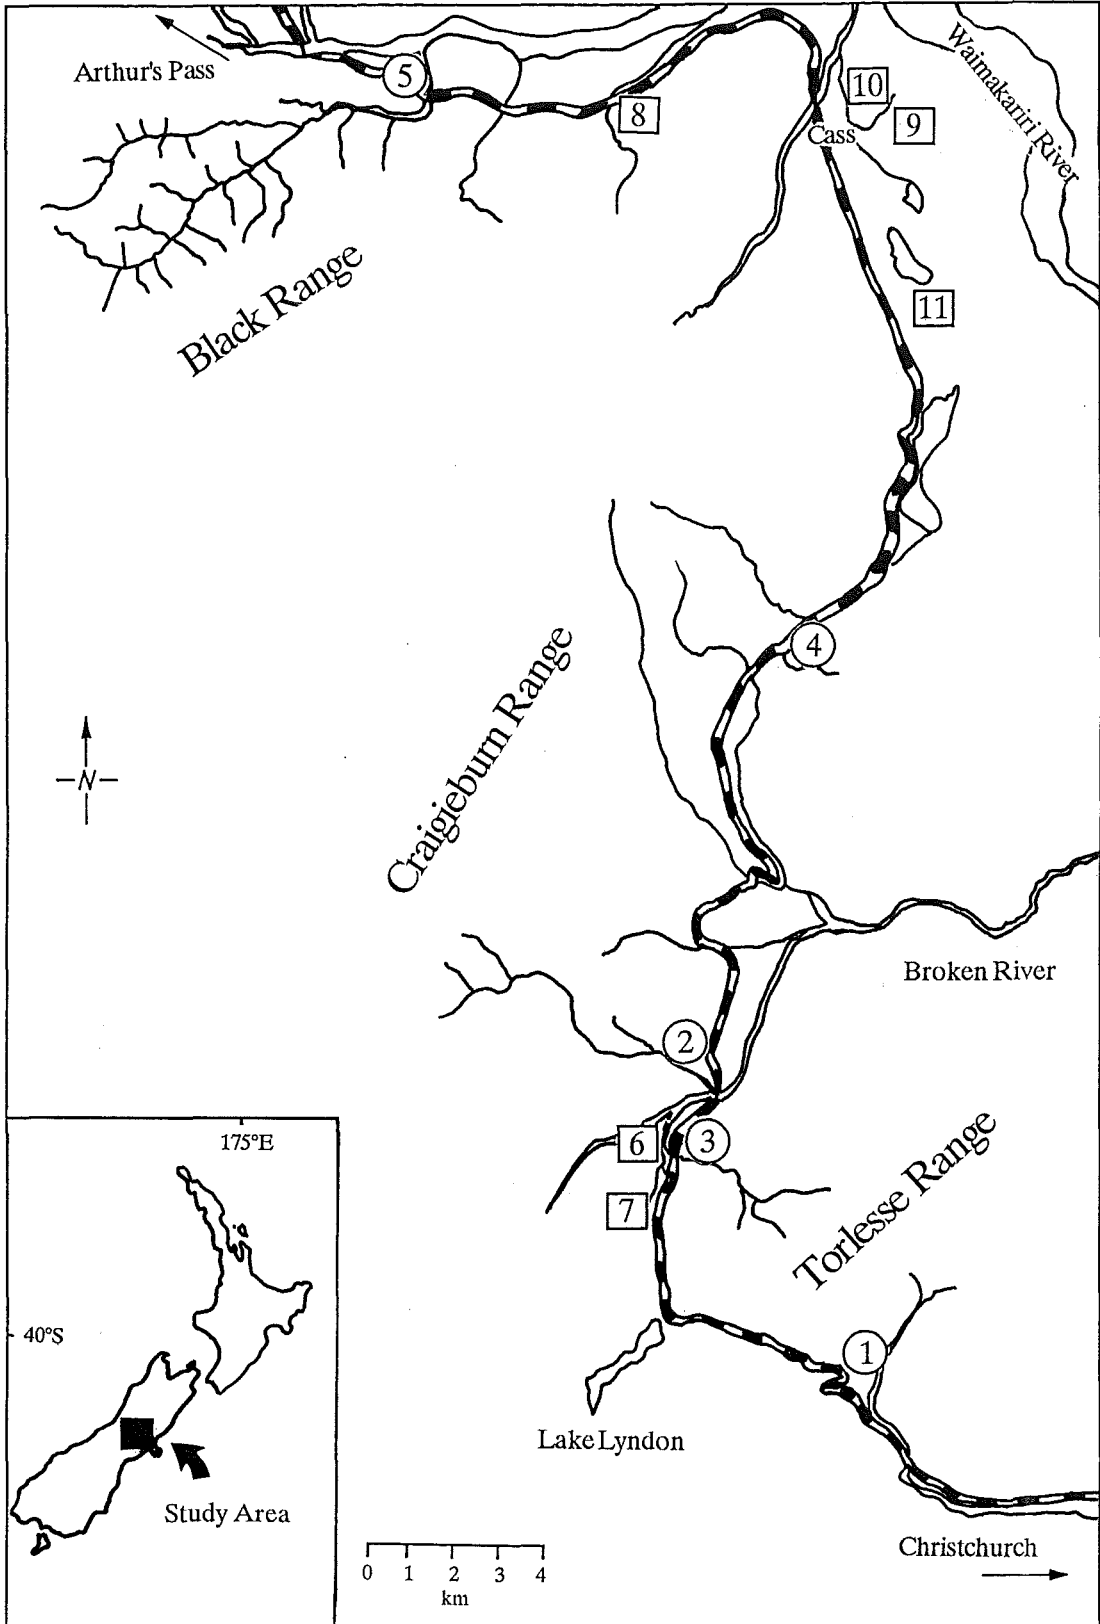 Arthur's Pass
5
8
10
9
Cass
Waimakariri River
11
Black Range
4
Craigieburn Range
N
Broken River
2
6
3
7
Torlesse Range
1
Lake Lyndon
175°E
40°S
Study Area
0 1 2 3 4
km
Christchurch